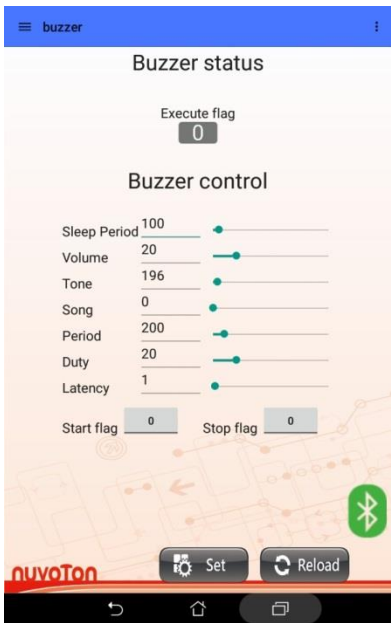 buzzer
Buzzer status
Execute flag
0
Buzzer control
Sleep Period 100
Volume 20
Tone 196
Song 0
Period 200
Duty 20
Latency 1
Start flag 0 Stop flag 0
24
nuvoTon Set Reload